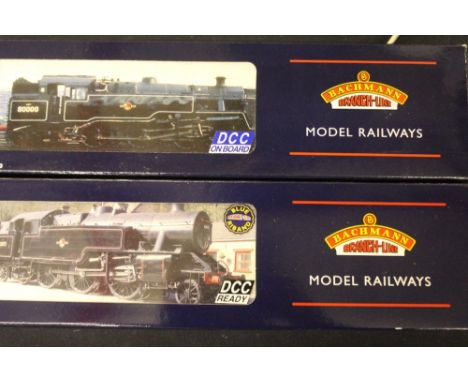 80000
DCC
ON BOARD
B
BACHMANN
BRANCH-LINE
MODEL RAILWAYS
BLUE
RIBAND
DCC
READY
B
BACHMANN
BRANCH-LINE
MODEL RAILWAYS